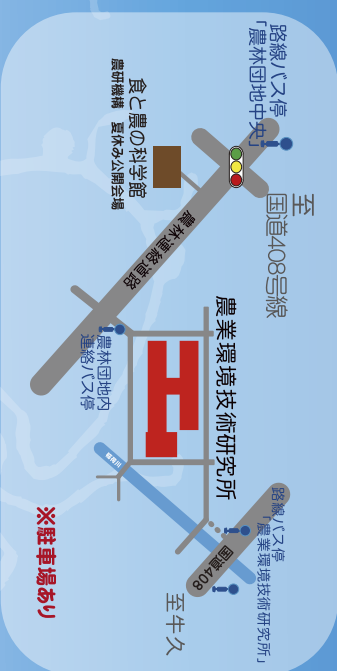 路線バス停
「農林団地中央」
至
国道408号線
食と農の科学館
農研機構 夏休み公開会場
農林連絡道路
農業環境技術研究所
農林団地内
連絡バス停
路線バス停
「農業環境技術研究所」
国道408
至牛久
※駐車場あり